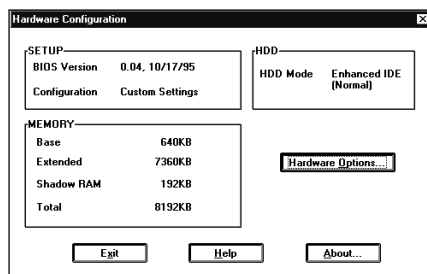 Hardware Configuration
SETUP
BIOS Version 0.04, 10/17/95
Configuration Custom Settings
HDD
HDD Mode Enhanced IDE
(Normal)
MEMORY
Base 640KB
Extended 7360KB
Shadow RAM 192KB
Total 8192KB
Hardware Options...
Exit Help About...